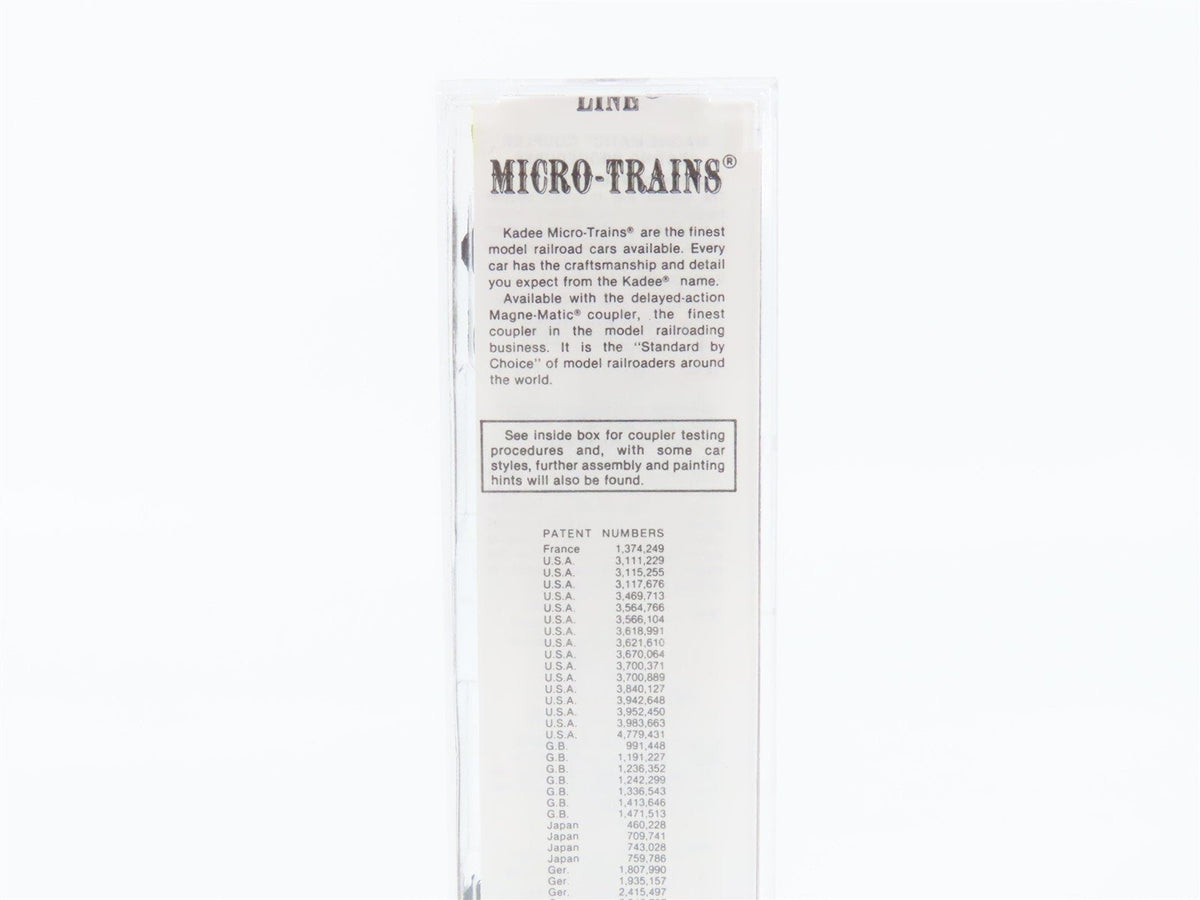 LINE®
MICRO-TRAINS®
Kadee Micro-Trains® are the finest
model railroad cars available. Every
car has the craftsmanship and detail
you expect from the Kadee® name.
Available with the delayed-action
Magne-Matic® coupler, the finest
coupler in the model railroading
business. It is the "Standard by
Choice" of model railroaders around
the world.
See inside box for coupler testing
procedures and, with some car
styles, further assembly and painting
hints will also be found.
PATENT NUMBERS
France 1,374,249
U.S.A. 3,111,229
U.S.A. 3,115,255
U.S.A. 3,117,676
U.S.A. 3,469,713
U.S.A. 3,564,766
U.S.A. 3,566,104
U.S.A. 3,618,991
U.S.A. 3,621,610
U.S.A. 3,670,064
U.S.A. 3,700,371
U.S.A. 3,700,889
U.S.A. 3,840,127
U.S.A. 3,942,648
U.S.A. 3,952,450
U.S.A. 3,983,663
U.S.A. 4,779,431
G.B. 991,448
G.B. 1,191,227
G.B. 1,236,352
G.B. 1,242,299
G.B. 1,336,543
G.B. 1,413,646
G.B. 1,471,513
Japan 460,228
Japan 709,741
Japan 743,028
Japan 759,786
Ger. 1,807,990
Ger. 1,935,157
Ger. 2,415,497